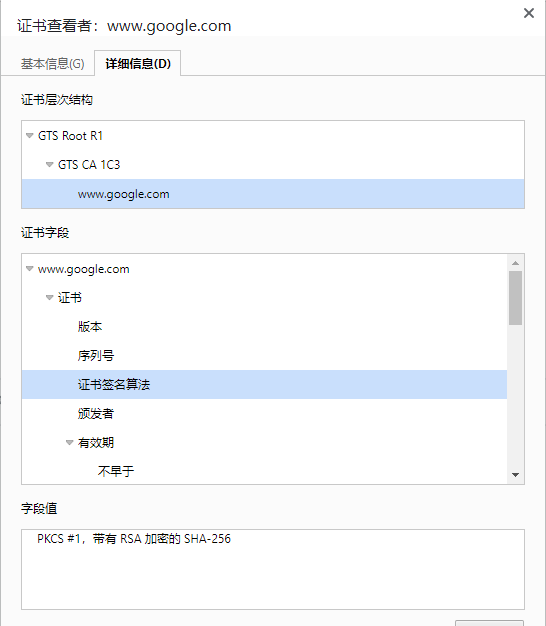 证书查看者：www.google.com
基本信息(G) 详细信息(D)
证书层次结构
GTS Root R1
GTS CA 1C3
www.google.com
证书字段
www.google.com
证书
版本
序列号
证书签名算法
颁发者
有效期
不早于
字段值
PKCS #1，带有 RSA 加密的 SHA-256